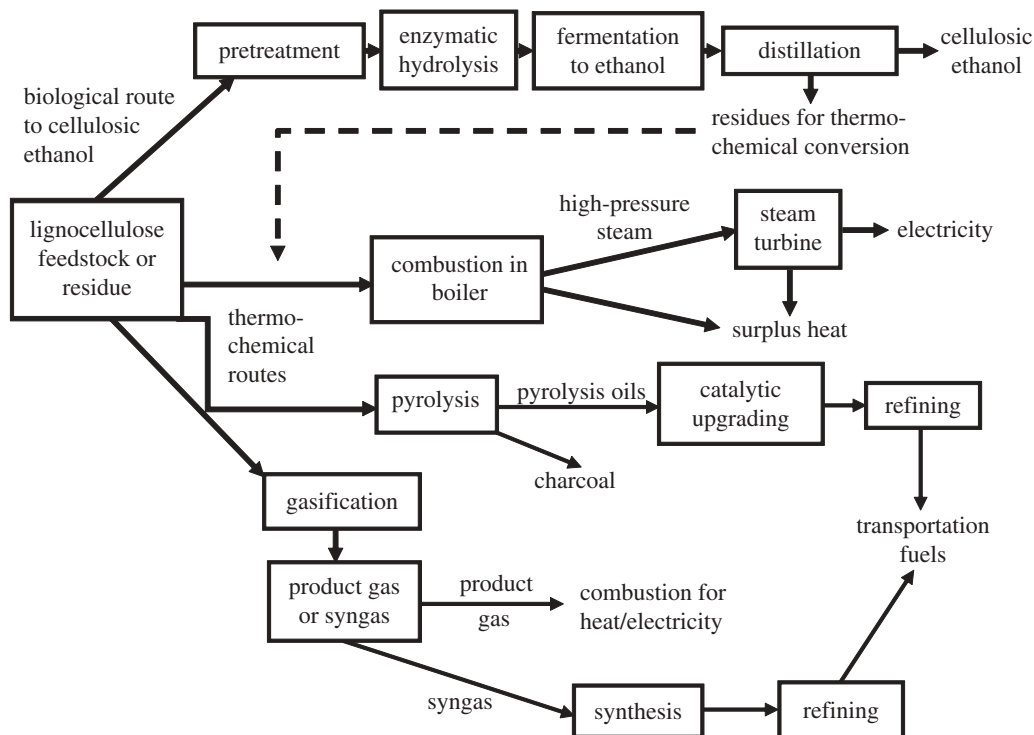 pretreatment
enzymatic
hydrolysis
fermentation
to ethanol
distillation
cellulosic
ethanol
biological route
to cellulosic
ethanol
residues for thermo-
chemical conversion
lignocellulose
feedstock or
residue
combustion in
boiler
high-pressure
steam
steam
turbine
electricity
surplus heat
thermo-
chemical
routes
pyrolysis
pyrolysis oils
catalytic
upgrading
refining
charcoal
gasification
transportation
fuels
product gas
or syngas
product
gas
combustion for
heat/electricity
syngas
synthesis
refining